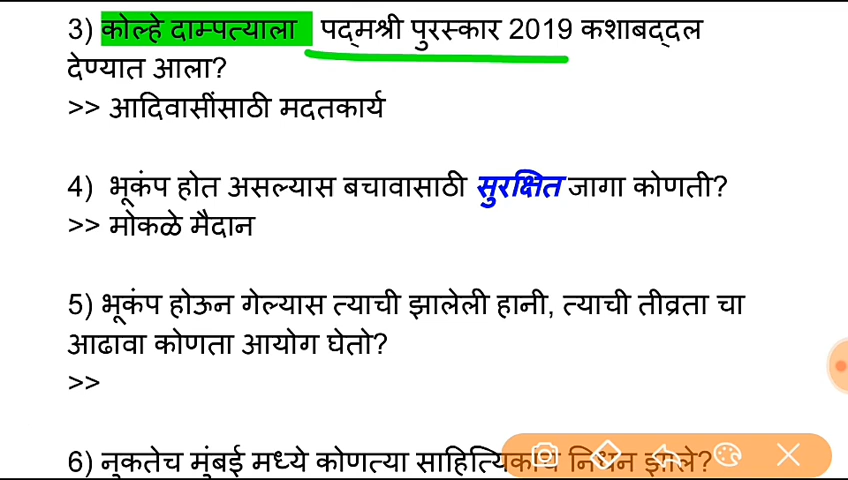 3) कोल्हे दाम्पत्याला पद्मश्री पुरस्कार 2019 कशाबद्दल
देण्यात आला?
>> आदिवासींसाठी मदतकार्य
4) भूकंप होत असल्यास बचावासाठी सुरक्षित जागा कोणती?
>> मोकळे मैदान
5) भूकंप होऊन गेल्यास त्याची झालेली हानी, त्याची तीव्रता चा
आढावा कोणता आयोग घेतो?
>>
6) नुकतेच मुंबई मध्ये कोणत्या साहित्यिकाचे निधन झाले?